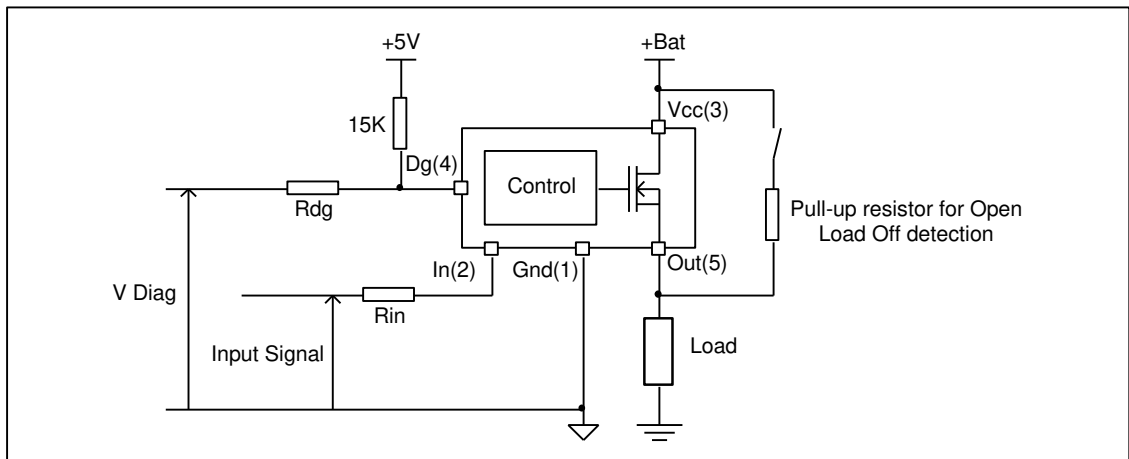 +5V
+Bat
Vcc(3)
15K
Dg(4)
Control
Rdg
Pull-up resistor for Open
Load Off detection
In(2)
Gnd(1)
Out(5)
V Diag
Rin
Input Signal
Load